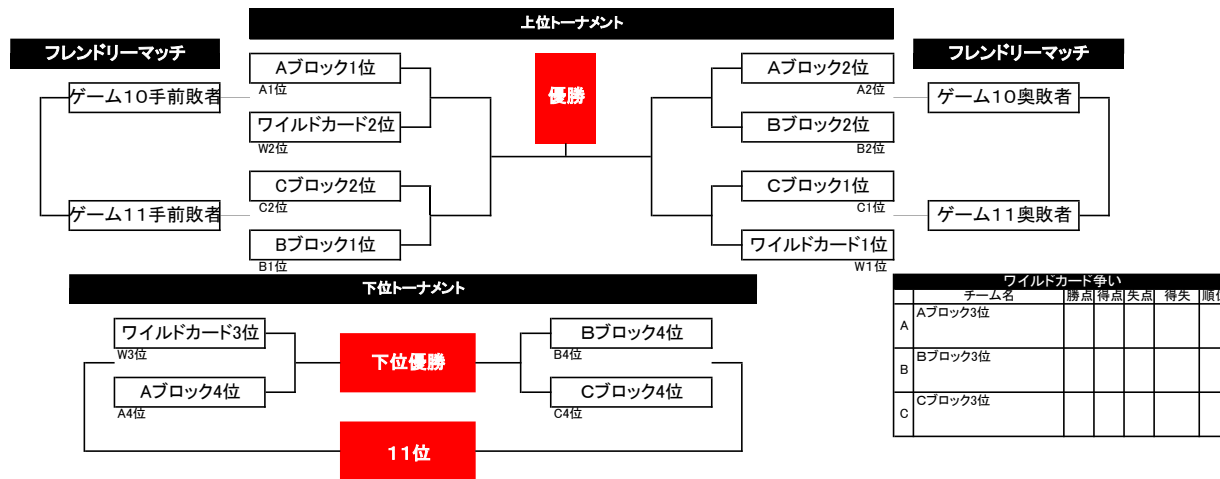 上位トーナメント
フレンドリーマッチ
フレンドリーマッチ
Aブロック1位
A1位
優勝
Aブロック2位
A2位
ゲーム10手前敗者
ゲーム10奥敗者
ワイルドカード2位
W2位
Bブロック2位
B2位
Cブロック2位
C2位
Cブロック1位
C1位
ゲーム11手前敗者
ゲーム11奥敗者
Bブロック1位
B1位
ワイルドカード1位
W1位
下位トーナメント
ワイルドカード3位
W3位
下位優勝
Bブロック4位
B4位
Aブロック4位
A4位
Cブロック4位
C4位
11位
ワイルドカード争い
チーム名 勝点 得点 失点 得失 順位
A Aブロック3位
B Bブロック3位
C Cブロック3位